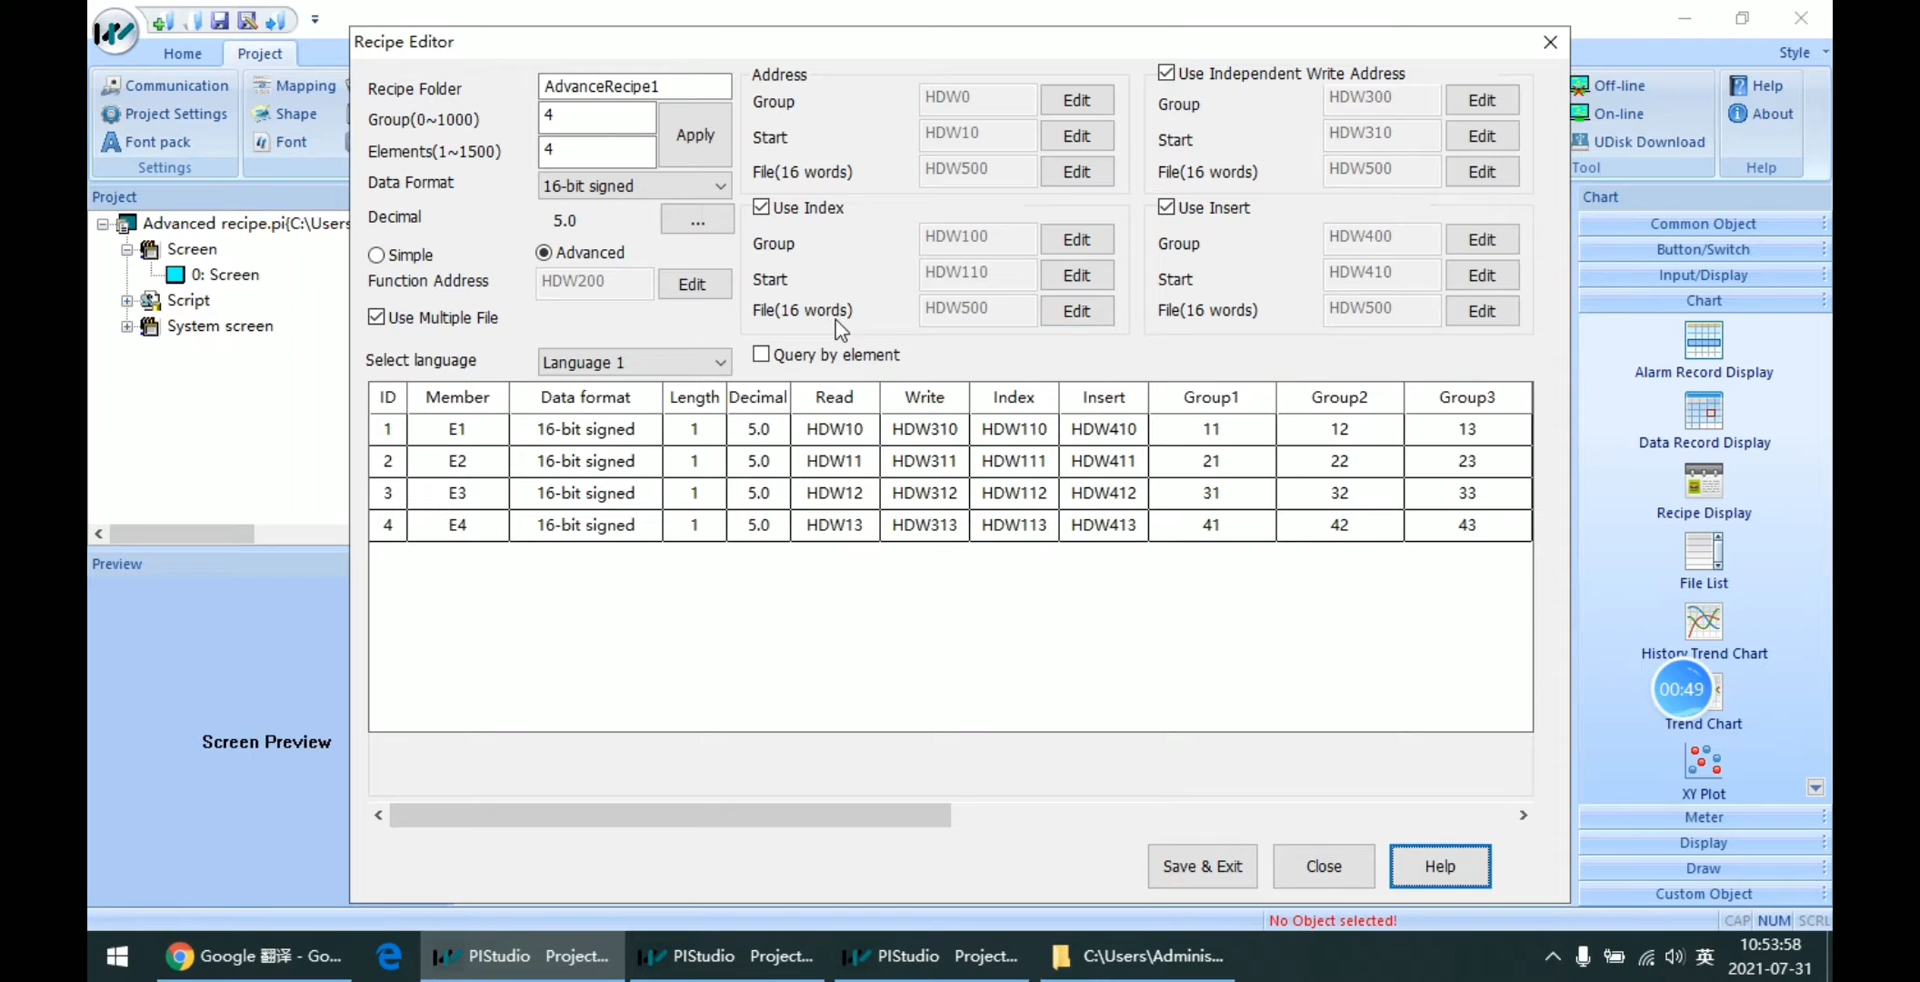 Recipe Editor
Home
Project
Style
Communication
Project Settings
Font pack
Settings
Mapping
Shape
Font
Off-line
On-line
UDisk Download
Tool
Help
About
Help
Recipe Folder
AdvanceRecipe1
Group(0~1000)
4
Elements(1~1500)
4
Apply
Data Format
16-bit signed
Decimal
5.0
...
Simple
Advanced
Function Address
HDW200
Edit
Use Multiple File
Select language
Language 1
Address
Group
HDW0
Edit
Start
HDW10
Edit
File(16 words)
HDW500
Edit
Use Index
Group
HDW100
Edit
Start
HDW110
Edit
File(16 words)
HDW500
Edit
Query by element
Use Independent Write Address
Group
HDW300
Edit
Start
HDW310
Edit
File(16 words)
HDW500
Edit
Use Insert
Group
HDW400
Edit
Start
HDW410
Edit
File(16 words)
HDW500
Edit
ID Member Data format Length Decimal Read Write Index Insert Group1 Group2 Group3
1 E1 16-bit signed 1 5.0 HDW10 HDW310 HDW110 HDW410 11 12 13
2 E2 16-bit signed 1 5.0 HDW11 HDW311 HDW111 HDW411 21 22 23
3 E3 16-bit signed 1 5.0 HDW12 HDW312 HDW112 HDW412 31 32 33
4 E4 16-bit signed 1 5.0 HDW13 HDW313 HDW113 HDW413 41 42 43
Save & Exit
Close
Help
Project
Advanced recipe.pi{C:\Users
Screen
0: Screen
Script
System screen
Preview
Screen Preview
Chart
Common Object
Button/Switch
Input/Display
Chart
Alarm Record Display
Data Record Display
Recipe Display
File List
History Trend Chart
00:49
Trend Chart
XY Plot
Meter
Display
Draw
Custom Object
No Object selected!
CAP NUM SCRL
Google 翻译 - Go...
PIStudio Project...
PIStudio Project...
PIStudio Project...
C:\Users\Adminis...
英
10:53:58
2021-07-31